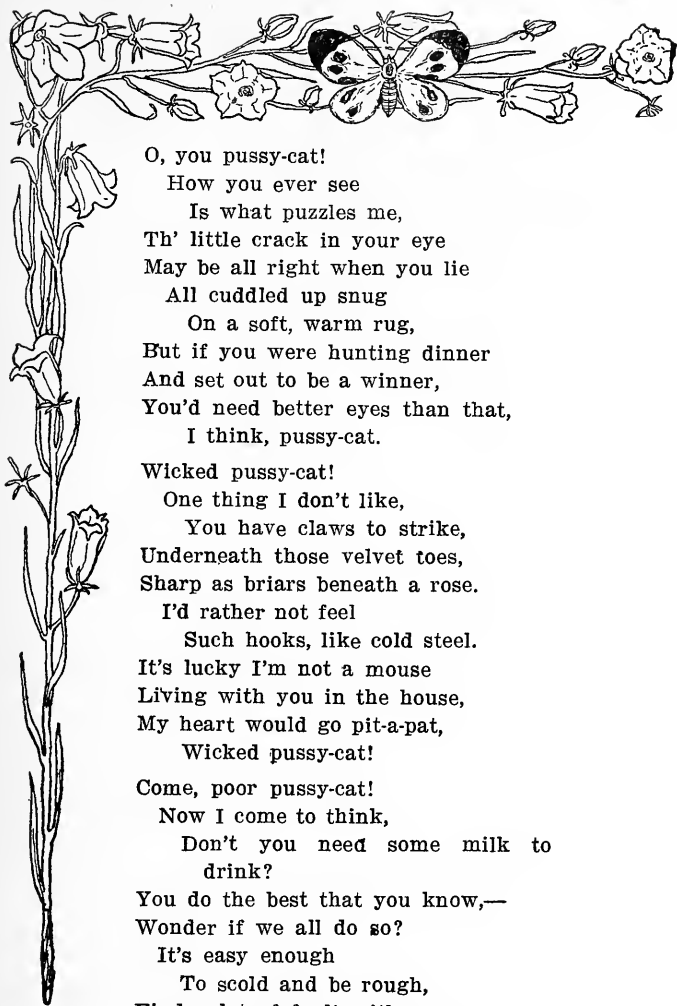 O, you pussy-cat!
How you ever see
Is what puzzles me,
Th' little crack in your eye
May be all right when you lie
All cuddled up snug
On a soft, warm rug,
But if you were hunting dinner
And set out to be a winner,
You'd need better eyes than that,
I think, pussy-cat.
Wicked pussy-cat!
One thing I don't like,
You have claws to strike,
Underneath those velvet toes,
Sharp as briars beneath a rose.
I'd rather not feel
Such hooks, like cold steel.
It's lucky I'm not a mouse
Living with you in the house,
My heart would go pit-a-pat,
Wicked pussy-cat!
Come, poor pussy-cat!
Now I come to think,
Don't you need some milk to
drink?
You do the best that you know,—
Wonder if we all do so?
It's easy enough
To scold and be rough,